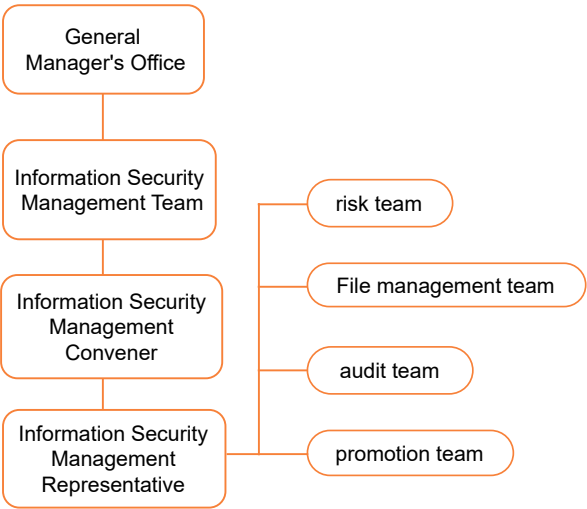 General
Manager's Office
Information Security
Management Team
Information Security
Management
Convener
Information Security
Management
Representative
risk team
File management team
audit team
promotion team